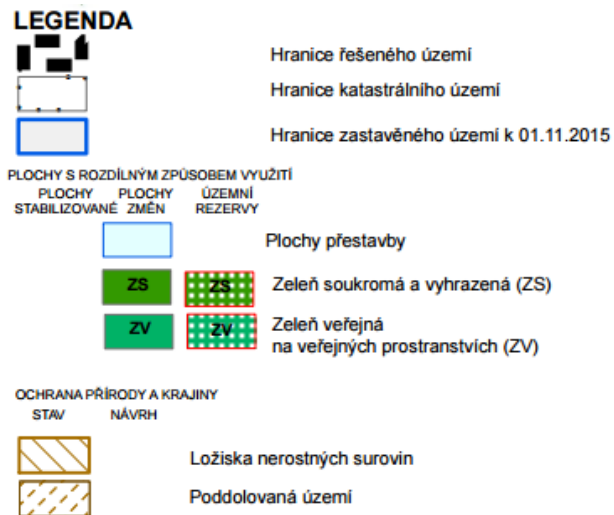 LEGENDA
Hranice řešeného území
Hranice katastrálního území
Hranice zastavěného území k 01.11.2015
PLOCHY S ROZDÍLNÝM ZPŮSOBEM VYUŽITÍ
PLOCHY PLOCHY ÚZEMNÍ
STABILIZOVANÉ ZMĚN REZERVY
Plochy přestavby
ZS ZS Zeleň soukromá a vyhrazená (ZS)
ZV ZV Zeleň veřejná
na veřejných prostranstvích (ZV)
OCHRANA PŘÍRODY A KRAJINY
STAV NÁVRH
Ložiska nerostných surovin
Poddolovaná území